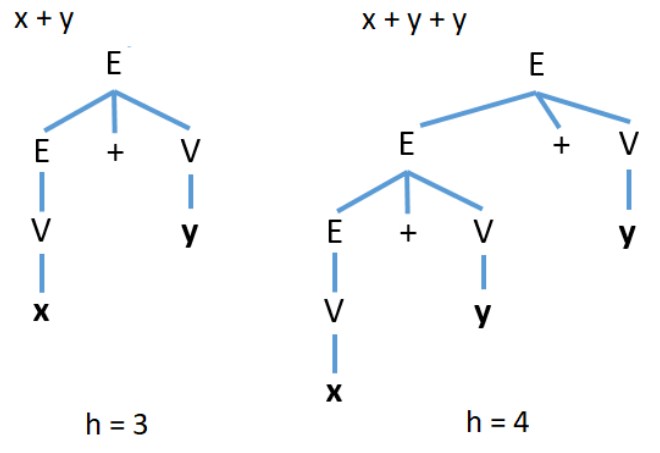 x + y
x + y + y
E
E
E + V
E + V
V
y
E + V
y
x
V
y
x
h = 3
h = 4